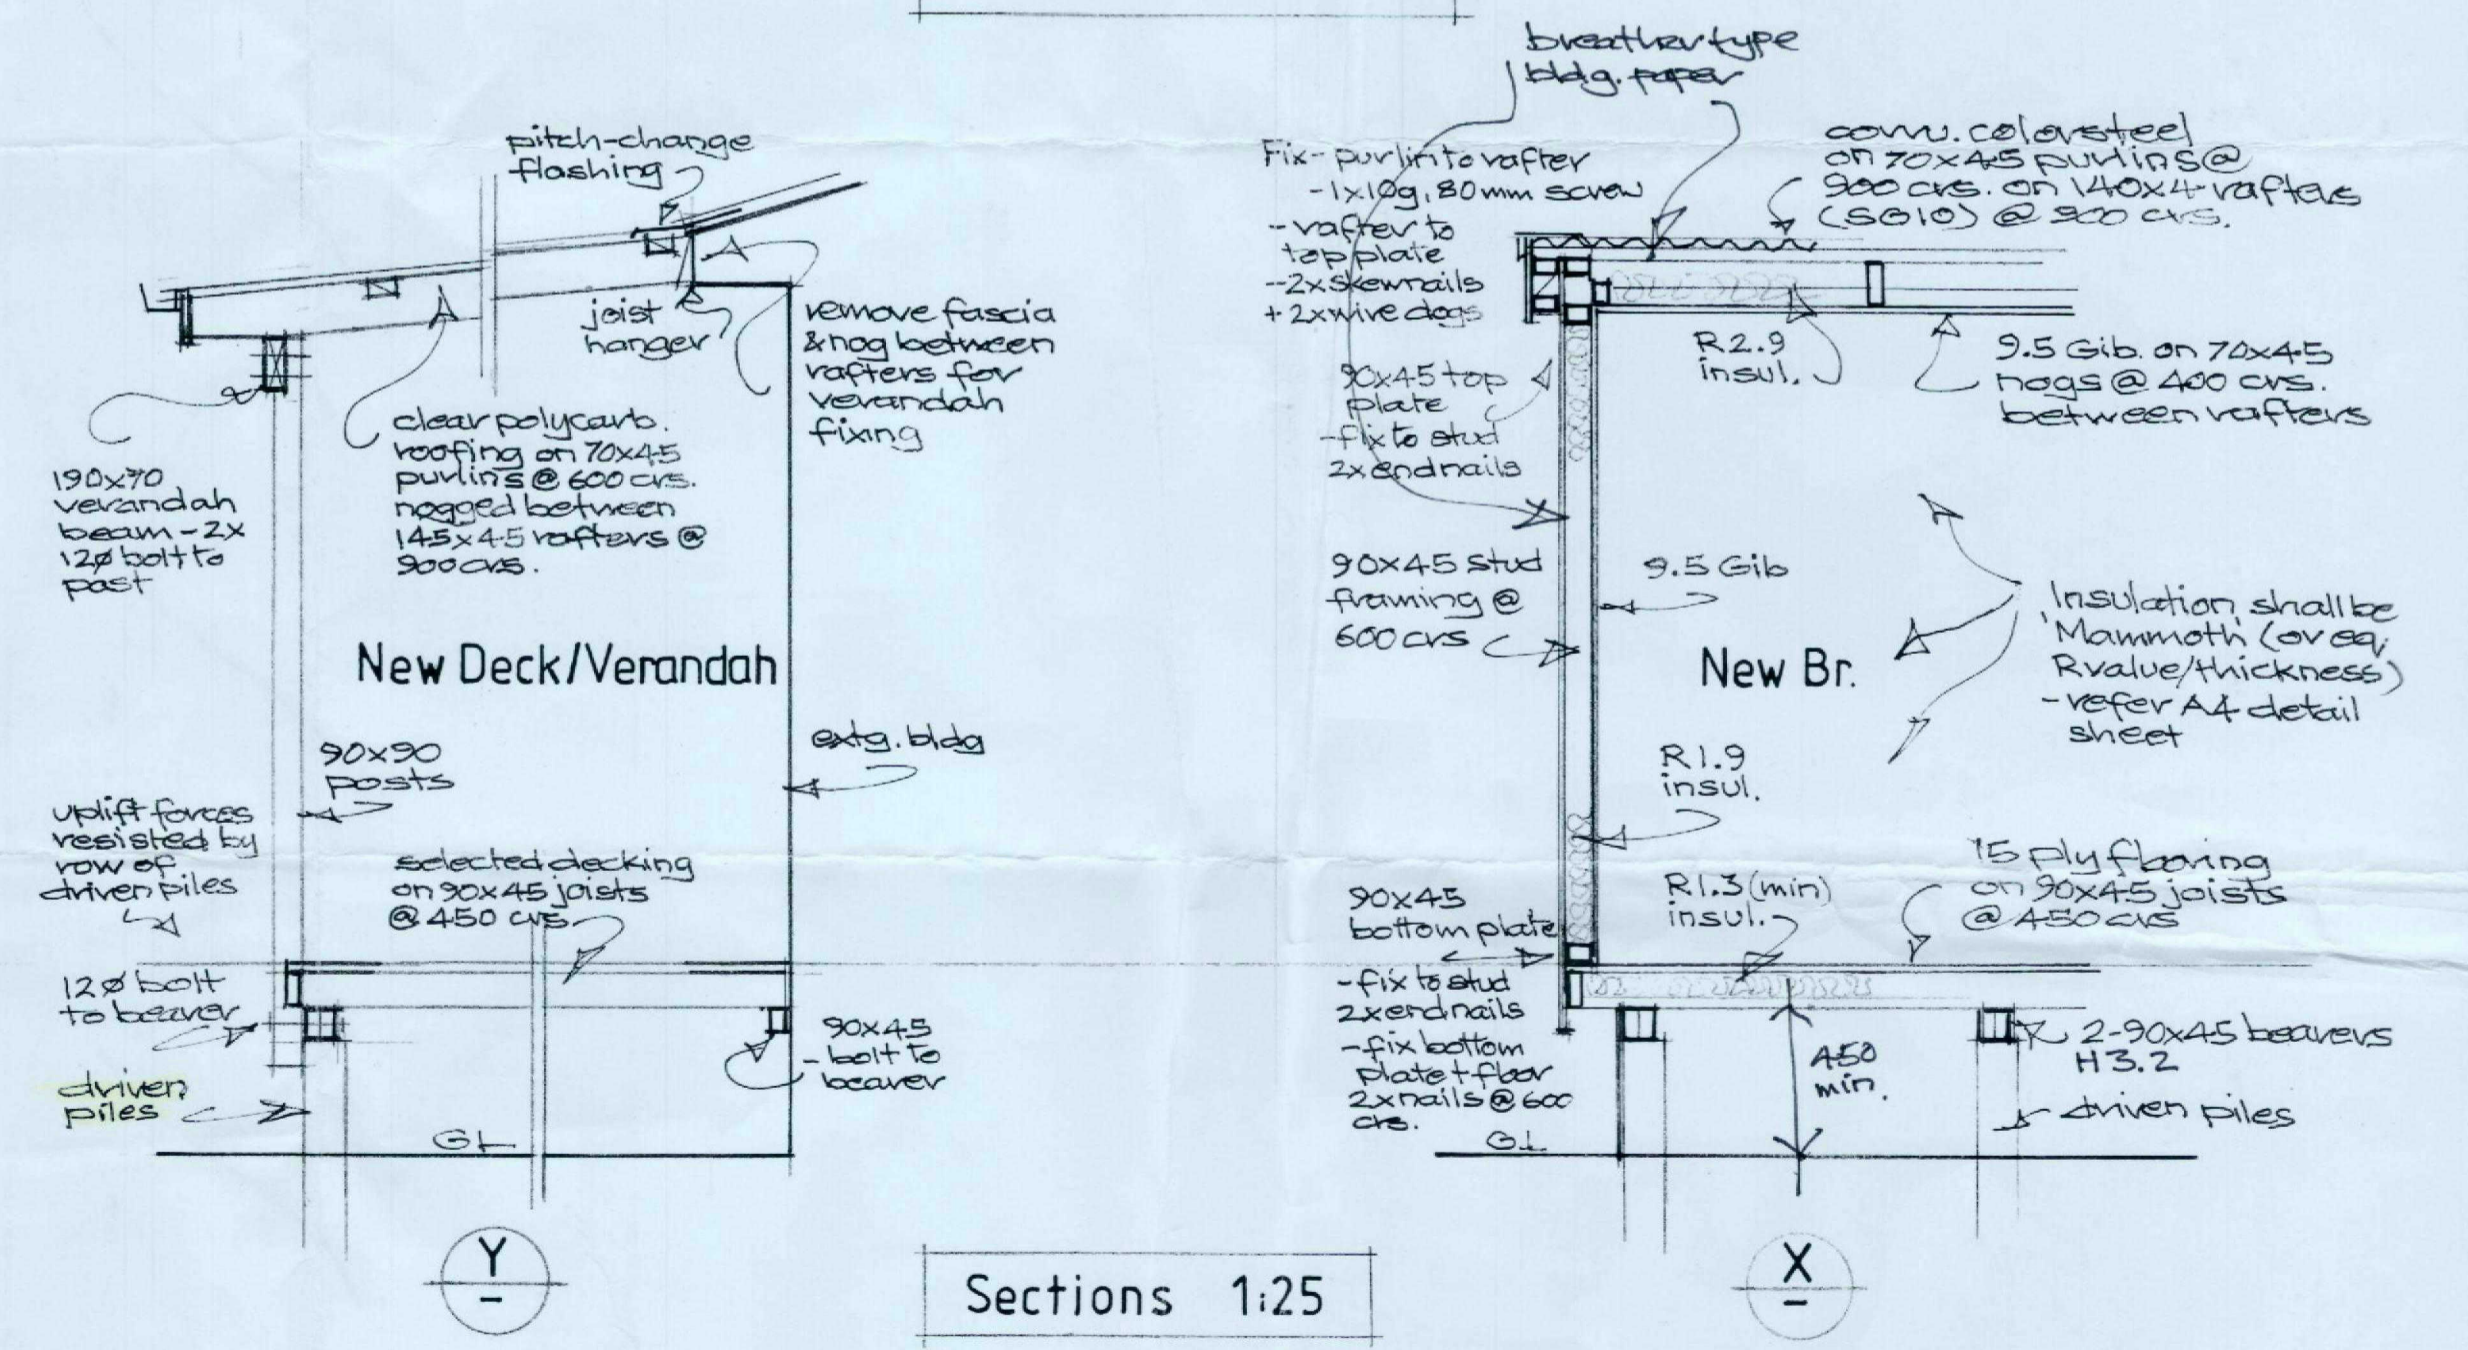 breather type
bldg. paper
pitch-change
flashing
Fix - purlin to rafter
- 1x10g, 80mm screw
- rafter to
top plate
- 2x skewnails
+ 2x wire dogs
corru. colorsteel
on 70x45 purlins @
900 crs. on 140x4 rafters
(SG10) @ 900 crs.
joist
hanger
remove fascia
& nog between
rafters for
verandah
fixing
R2.9
insul.
9.5 Gib. on 70x45
nogs @ 400 crs.
between rafters
90x45 top
plate
- fix to stud
2x endnails
190x70
verandah
beam - 2x
12ø bolt to
post
clear polycarb.
roofing on 70x45
purlins @ 600 crs.
nogged between
145x45 rafters @
900 crs.
90x45 stud
framing @
600 crs
9.5 Gib
Insulation shall be
'Mammoth' (or eq.
R value/thickness)
- refer A4 detail
sheet
New Deck/Verandah
New Br.
90x90
posts
extg. bldg
R1.9
insul.
uplift forces
resisted by
row of
driven piles
selected decking
on 90x45 joists
@ 450 crs
90x45
bottom plate
- fix to stud
2x endnails
- fix bottom
plate + floor
2x nails @ 600
crs.
R1.3 (min)
insul.
15 ply flooring
on 90x45 joists
@ 450 crs
12ø bolt
to bearer
90x45
- bolt to
bearer
450
min.
2-90x45 bearers
H3.2
driven
piles
driven piles
GL
GL
Y
-
Sections 1:25
X
-